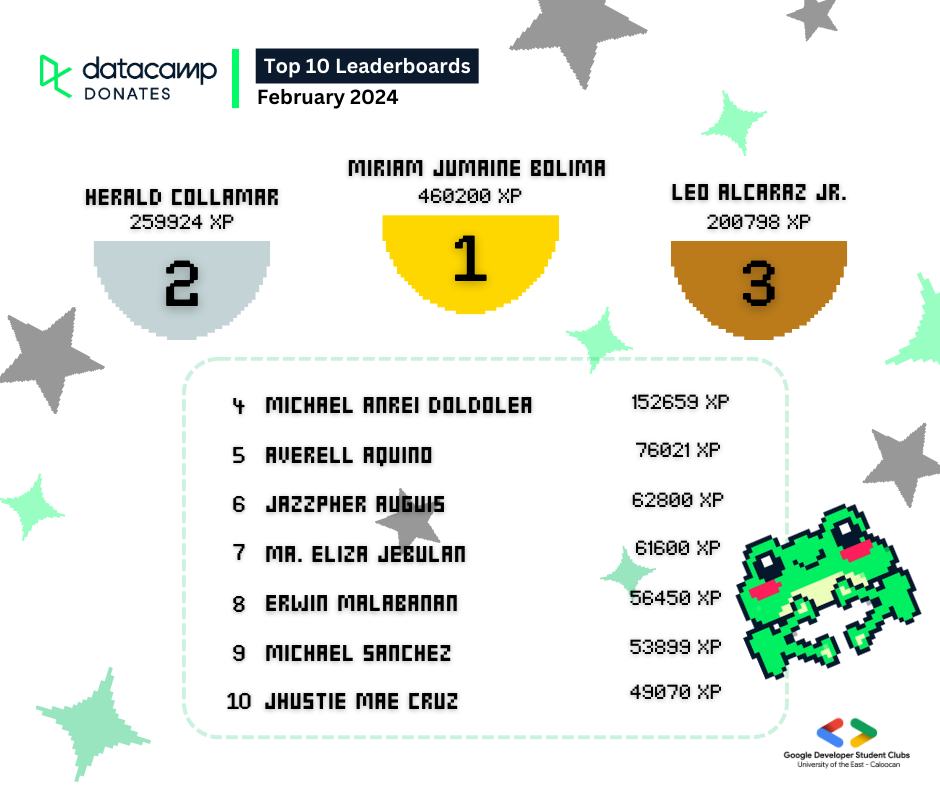 datacamp
DONATES
Top 10 Leaderboards
February 2024
MIRIAM JUMAINE BOLIMA
460200 XP
1
HERALD COLLAMAR
259924 XP
2
LEO ALCARAZ JR.
200798 XP
3
4 MICHAEL ANREI DOLDOLEA 152659 XP
5 AVERELL AQUINO 76021 XP
6 JAZZPHER AUGUIS 62800 XP
7 MA. ELIZA JEBULAN 61600 XP
8 ERWIN MALABANAN 56450 XP
9 MICHAEL SANCHEZ 53899 XP
10 JHUSTIE MAE CRUZ 49070 XP
Google Developer Student Clubs
University of the East - Caloocan